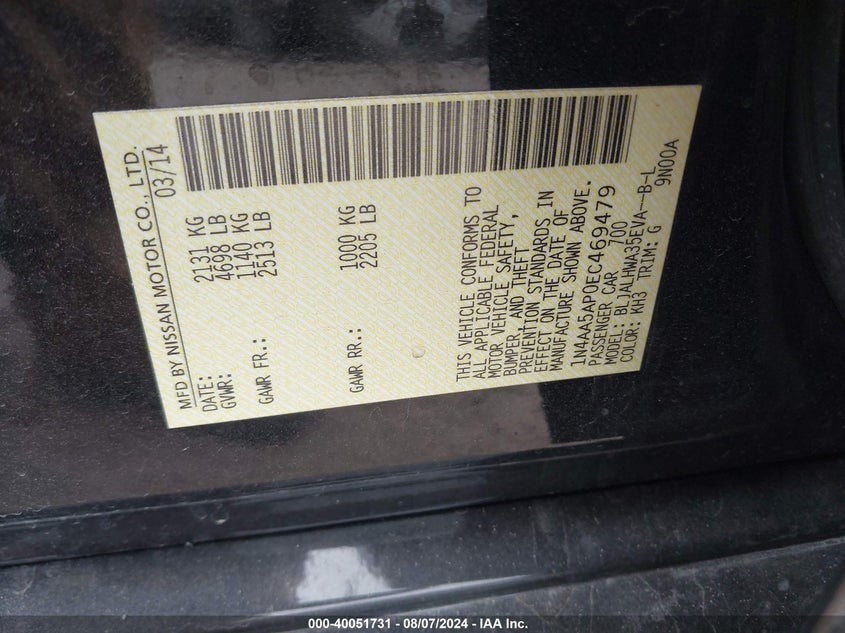 MFD BY NISSAN MOTOR CO., LTD.
DATE: 03/14
GVWR: 2131 KG
4698 LB
GAWR FR.: 1140 KG
2513 LB
GAWR RR.: 1000 KG
2205 LB
THIS VEHICLE CONFORMS TO
ALL APPLICABLE FEDERAL
MOTOR VEHICLE SAFETY,
BUMPER, AND THEFT
PREVENTION STANDARDS IN
EFFECT ON THE DATE OF
MANUFACTURE SHOWN ABOVE.
1N4AA5AP0EC469479
PASSENGER CAR 700
MODEL: BLJALHWA35EVA--B-L
COLOR: KH3 TRIM: G 9N00A
000-40051731 - 08/07/2024 - IAA Inc.